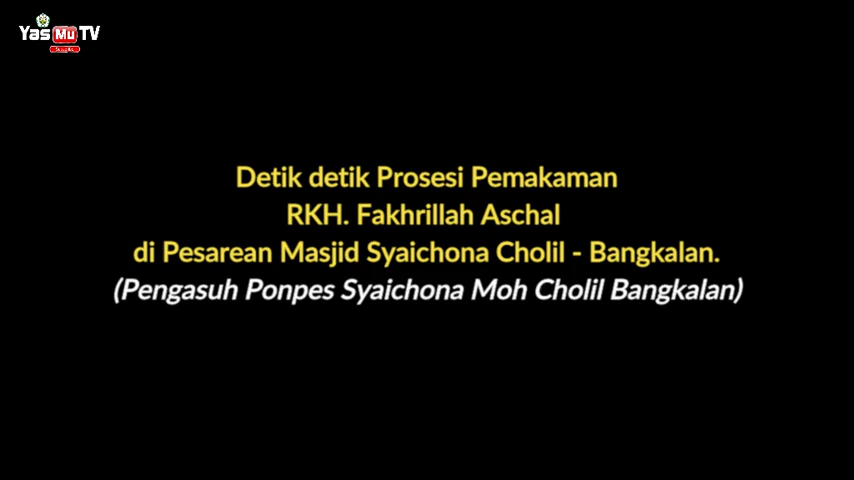 YasMuTV
Detik detik Prosesi Pemakaman
RKH. Fakhrillah Aschal
di Pesarean Masjid Syaichona Cholil - Bangkalan.
(Pengasuh Ponpes Syaichona Moh Cholil Bangkalan)